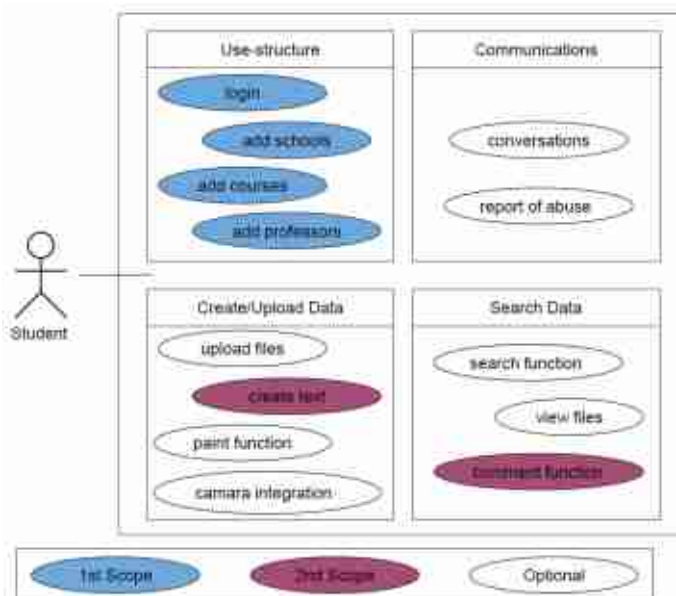 Use-structure
login
add schools
add courses
add professors
Communications
conversations
report of abuse
Student
Create/Upload Data
upload files
create text
paint function
camara integration
Search Data
search function
view files
comment function
1st Scope
2nd Scope
Optional